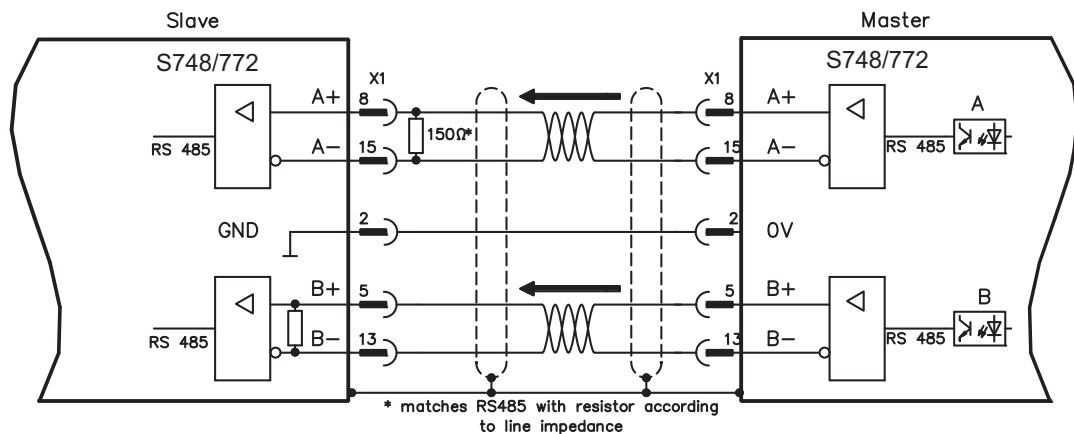 Slave
Master
S748/772
S748/772
X1
X1
A+
8
8
A+
A
150Ω*
RS 485
A-
15
15
A-
RS 485
GND
2
2
0V
B+
5
5
B+
B
RS 485
B-
13
13
B-
RS 485
* matches RS485 with resistor according
to line impedance